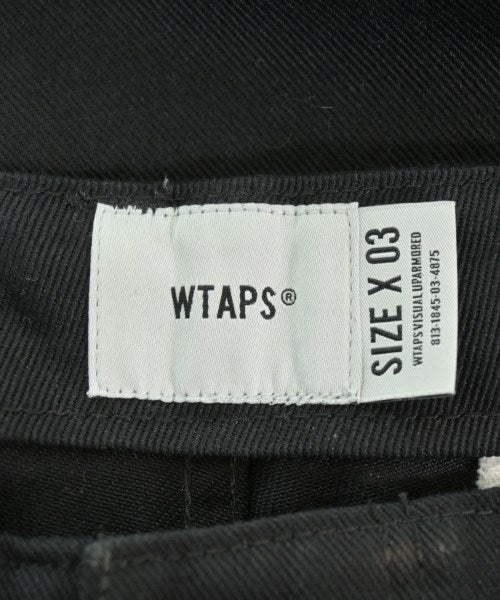 WTAPS®
SIZE X 03
WTAPS VISUAL UPARMORED
813-1845-03-4875